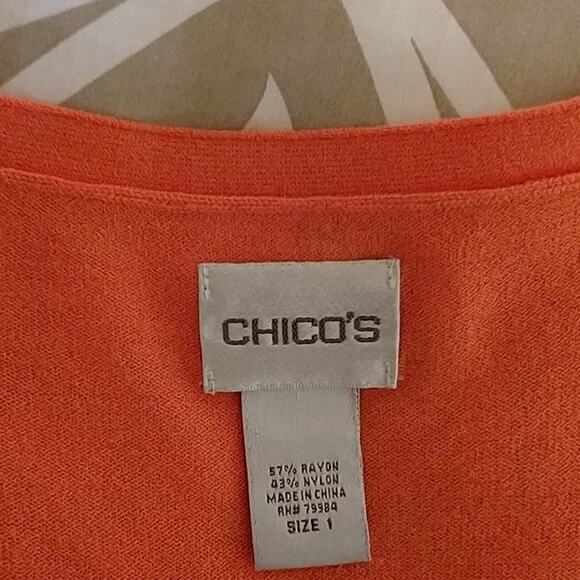 CHICO'S
57% RAYON
43% NYLON
MADE IN CHINA
RN# 79984
SIZE 1